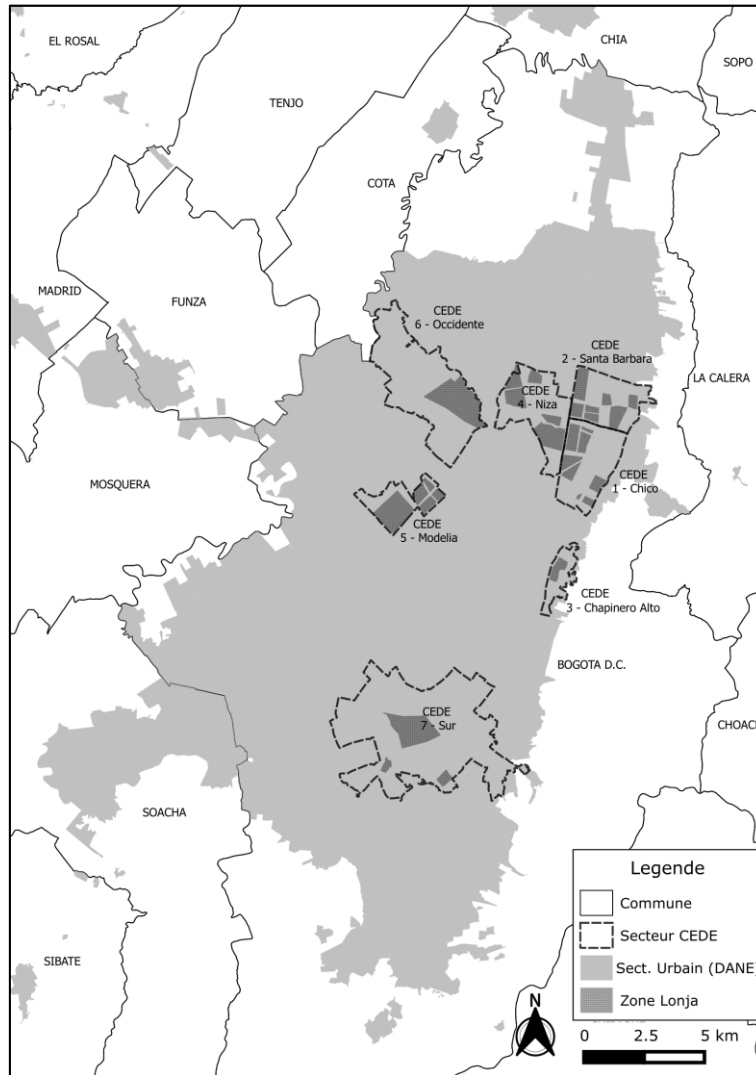 EL ROSAL
CHIA
SOPO
TENJO
COTA
MADRID
FUNZA
CEDE
6 - Occidente
CEDE
2 - Santa Barbara
LA CALERA
CEDE
4 - Niza
MOSQUERA
CEDE
1 - Chico
CEDE
5 - Modelia
CEDE
3 - Chapinero Alto
BOGOTA D.C.
CEDE
7 - Sur
CHOACH
SOACHA
SIBATE
Legende
Commune
Secteur CEDE
Sect. Urbain (DANE)
Zone Lonja
N
0 2.5 5 km